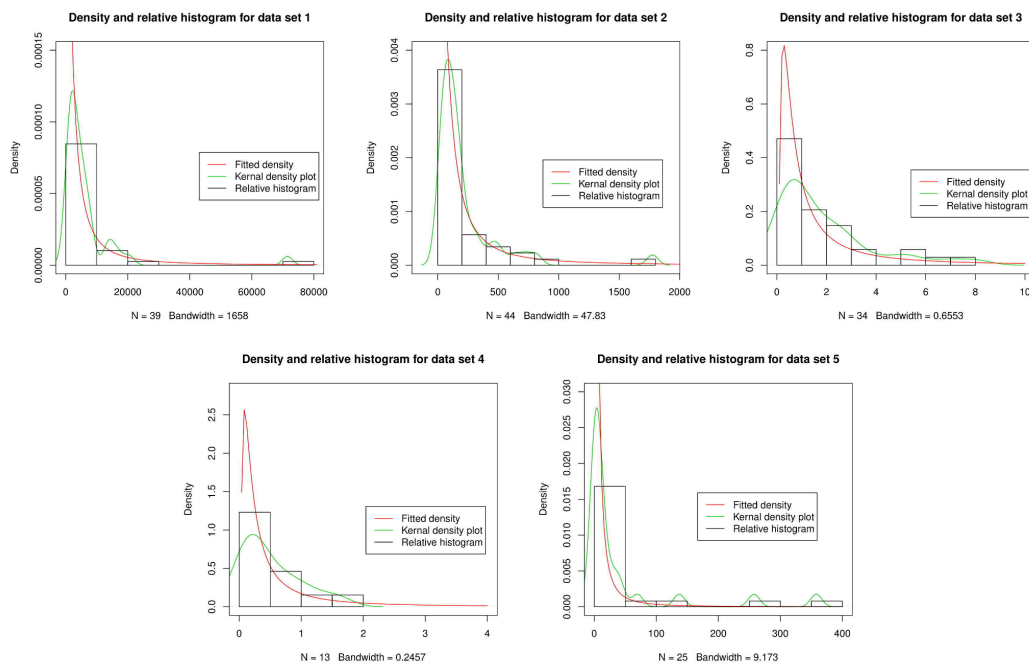 Density and relative histogram for data set 1
Density
0.00015
0.00010
0.00005
0.00000
Fitted density
Kernal density plot
Relative histogram
0 20000 40000 60000 80000
N = 39 Bandwidth = 1658
Density and relative histogram for data set 2
Density
0.004
0.003
0.002
0.001
0.000
Fitted density
Kernal density plot
Relative histogram
0 500 1000 1500 2000
N = 44 Bandwidth = 47.83
Density and relative histogram for data set 3
Density
0.8
0.6
0.4
0.2
0.0
Fitted density
Kernal density plot
Relative histogram
0 2 4 6 8 10
N = 34 Bandwidth = 0.6553
Density and relative histogram for data set 4
Density
2.5
2.0
1.5
1.0
0.5
0.0
Fitted density
Kernal density plot
Relative histogram
0 1 2 3 4
N = 13 Bandwidth = 0.2457
Density and relative histogram for data set 5
Density
0.030
0.025
0.020
0.015
0.010
0.005
0.000
Fitted density
Kernal density plot
Relative histogram
0 100 200 300 400
N = 25 Bandwidth = 9.173